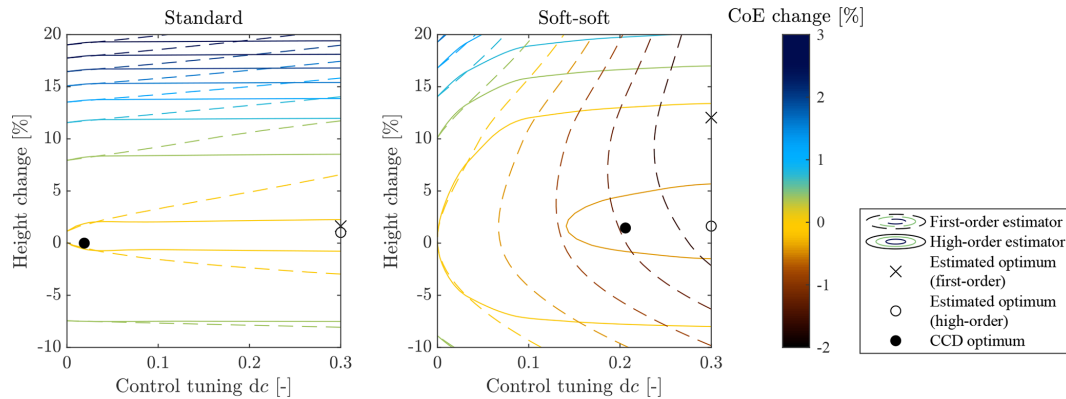 Standard
Soft-soft
CoE change [%]
20
15
10
5
0
-5
-10
Height change [%]
0
0.1
0.2
0.3
Control tuning dc [-]
20
15
10
5
0
-5
-10
Height change [%]
0
0.1
0.2
0.3
Control tuning dc [-]
3
2
1
0
-1
-2
First-order estimator
High-order estimator
Estimated optimum
(first-order)
Estimated optimum
(high-order)
CCD optimum